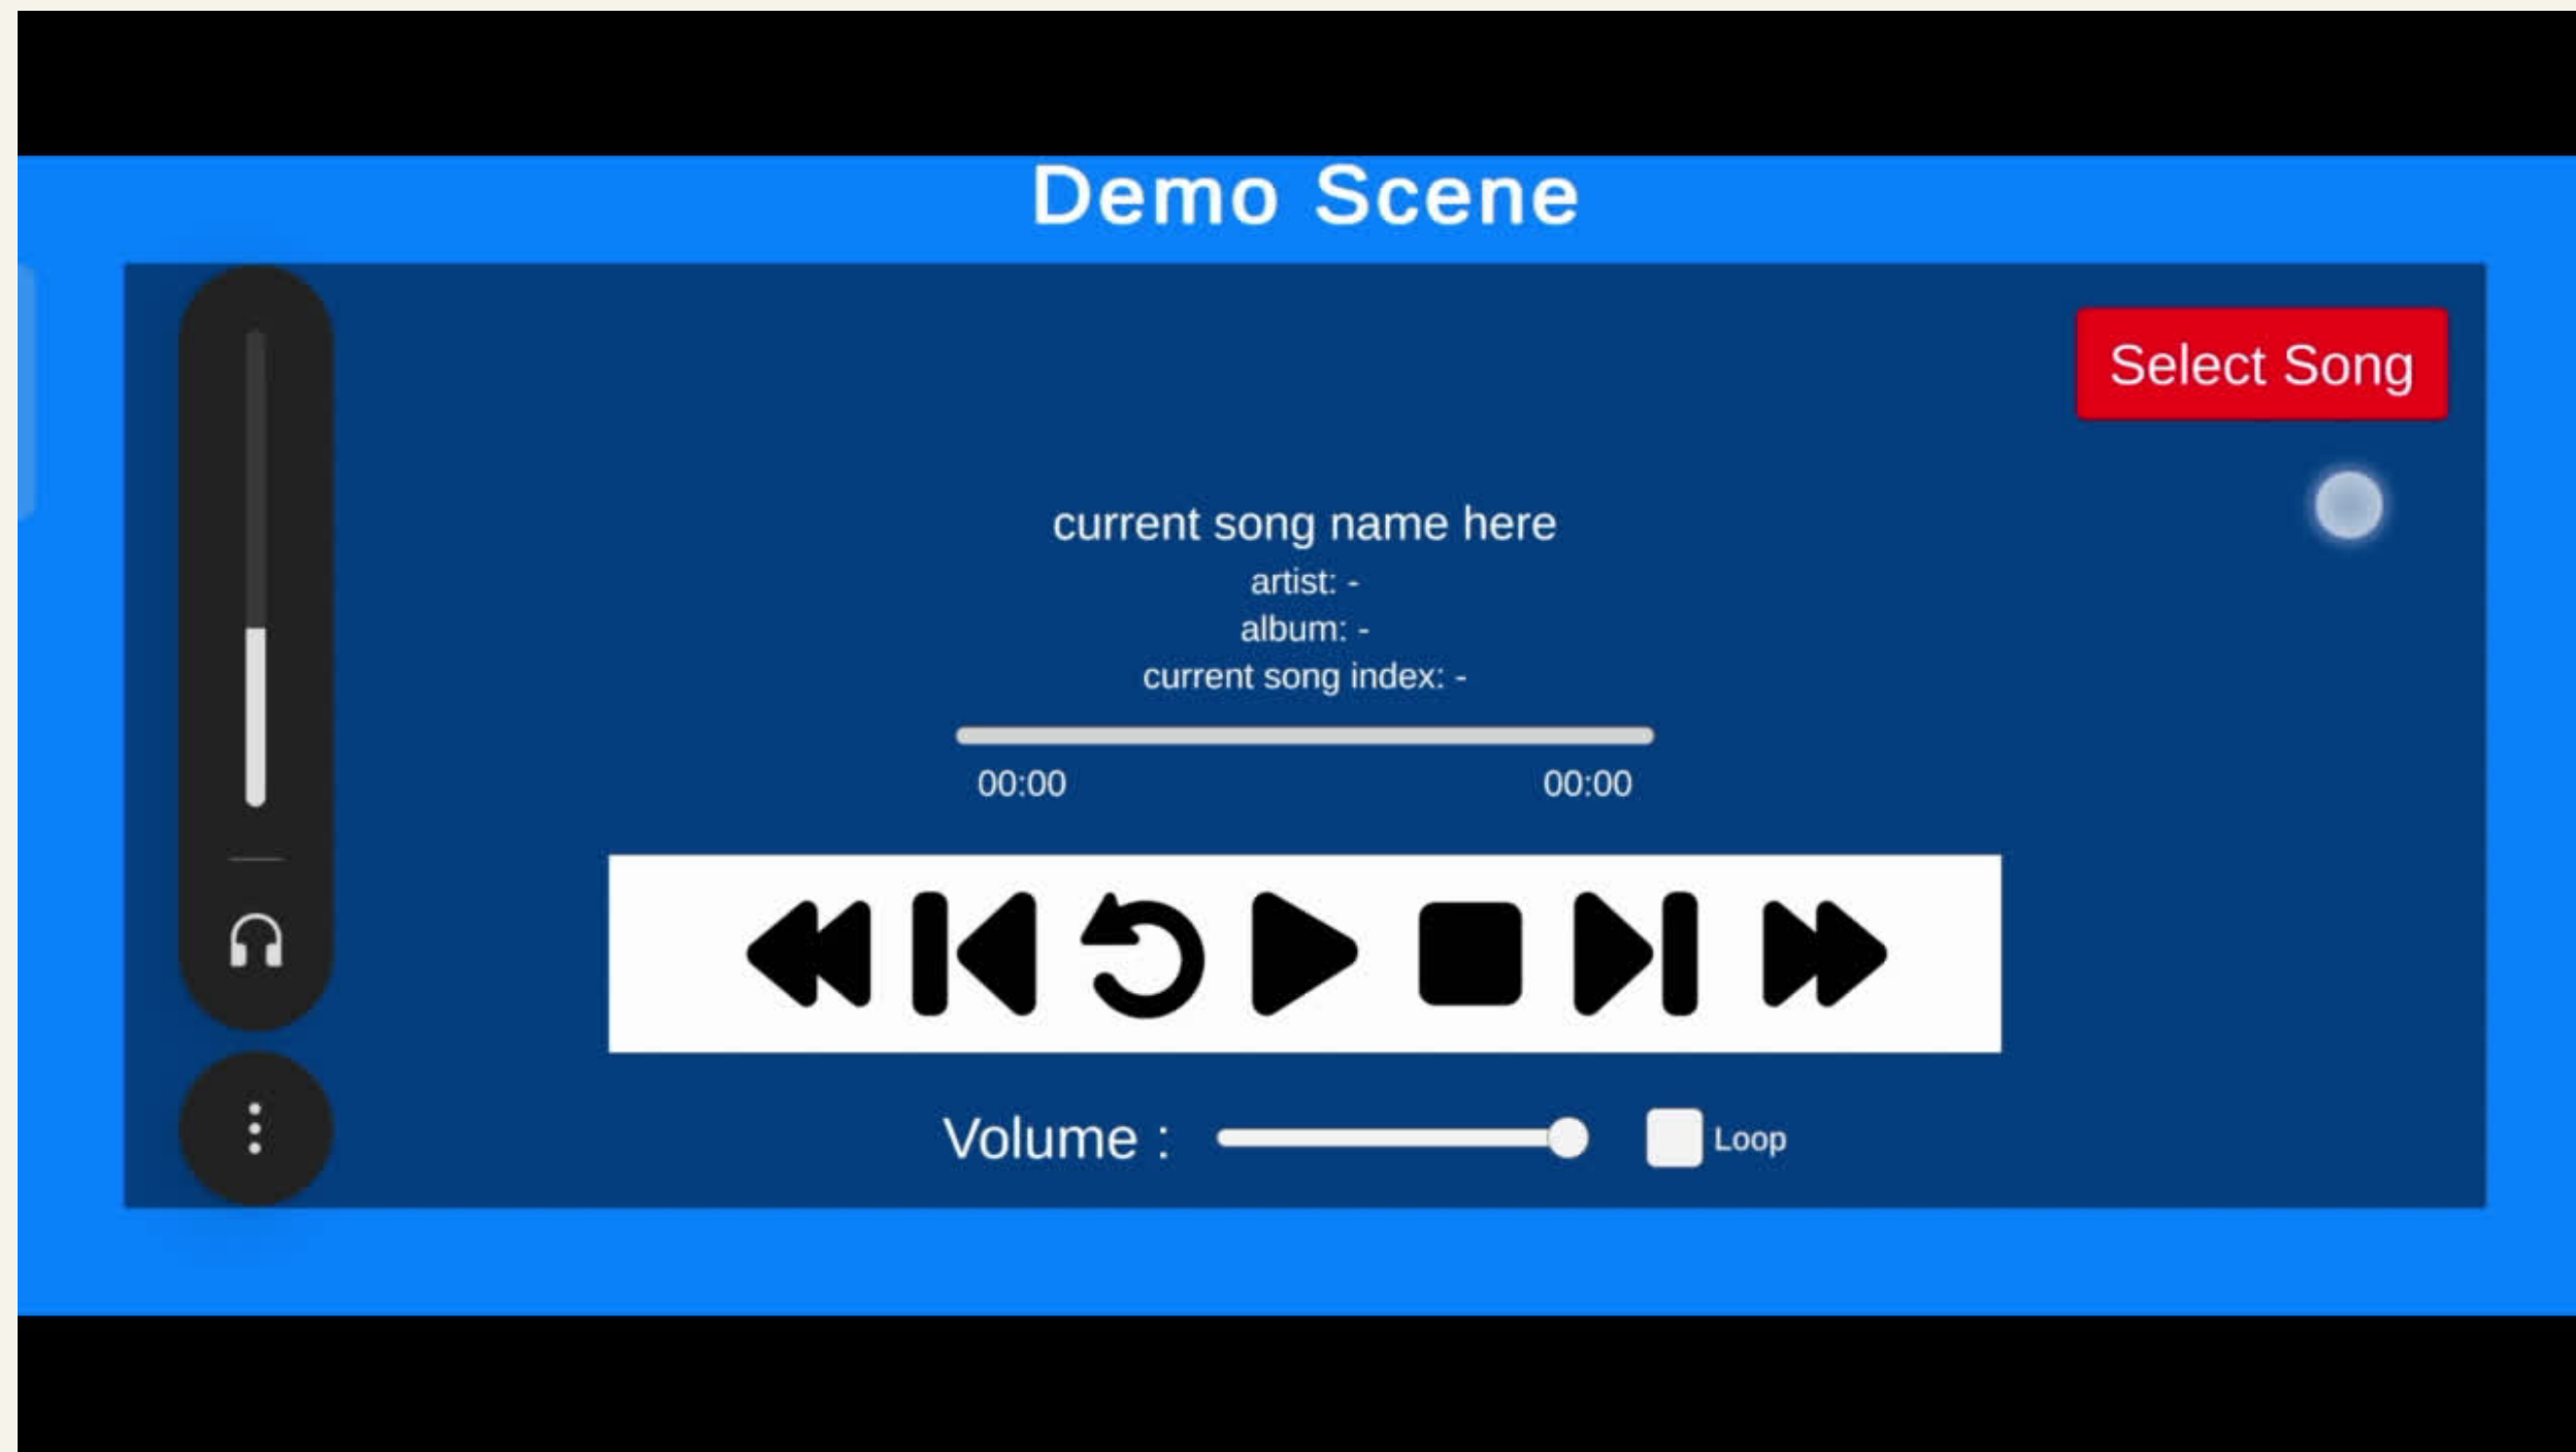 Demo Scene
Select Song
current song name here
artist: -
album: -
current song index: -
00:00 00:00
Volume : Loop